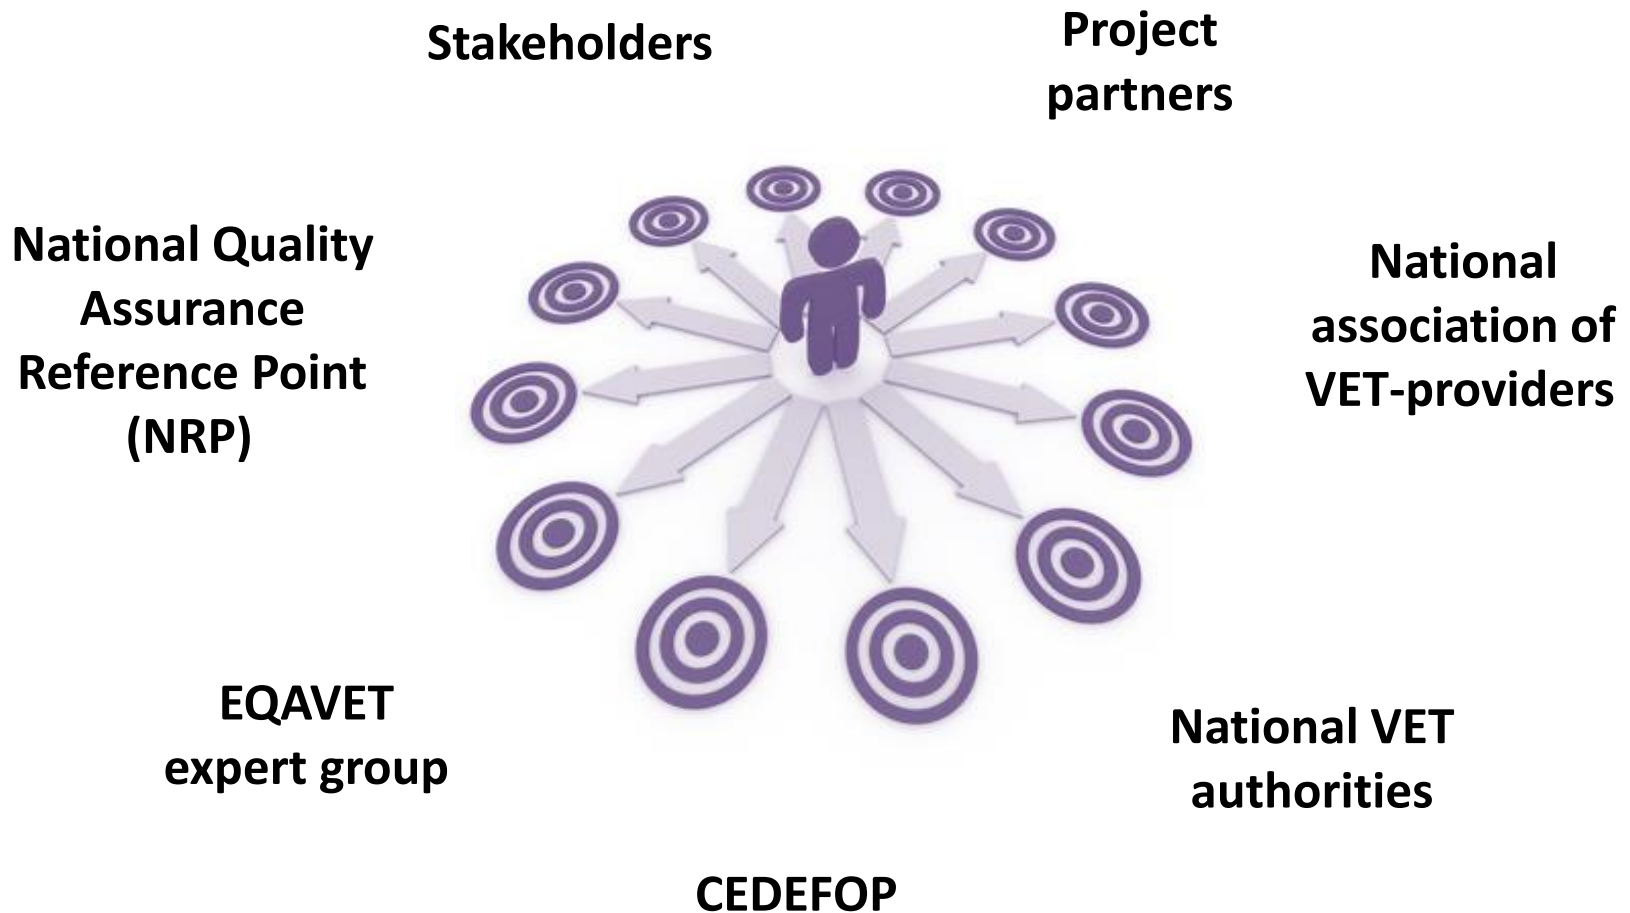 Stakeholders
Project
partners
National Quality
Assurance
Reference Point
(NRP)
National
association of
VET-providers
EQAVET
expert group
National VET
authorities
CEDEFOP